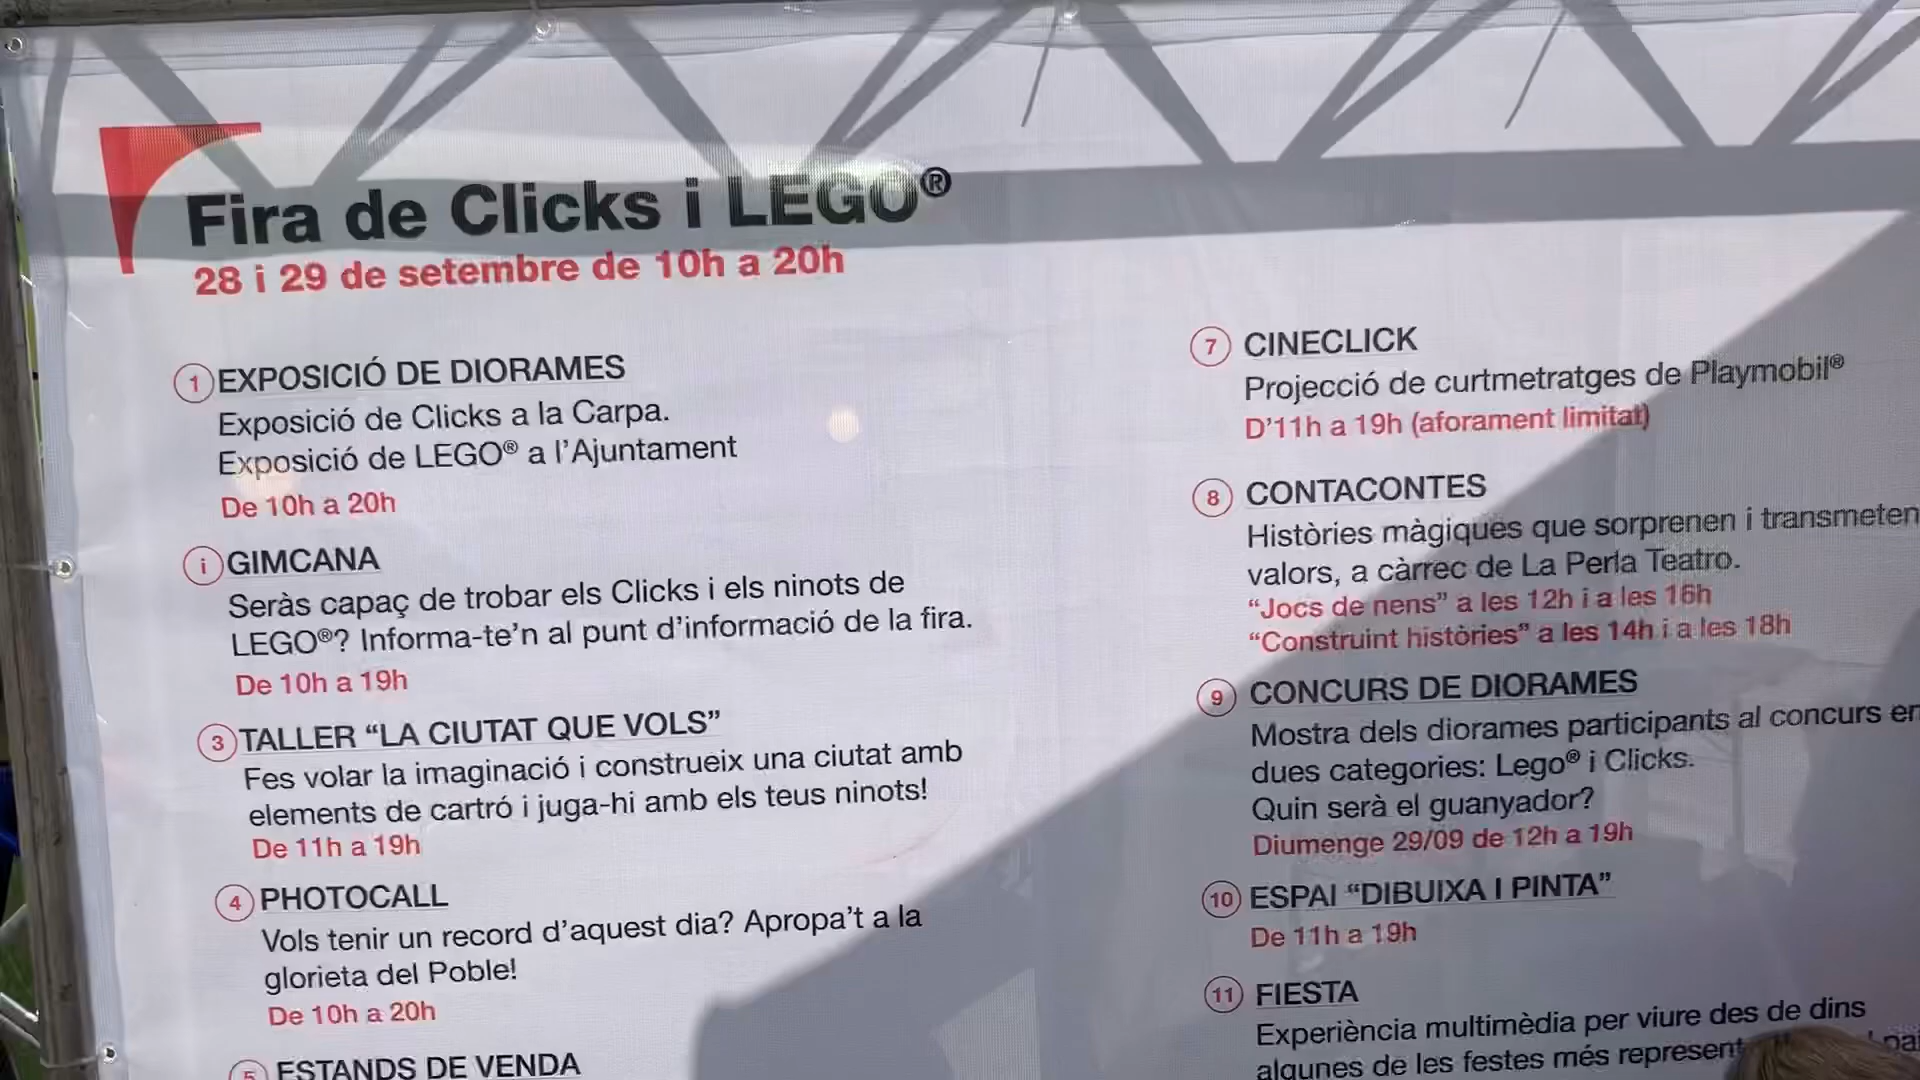 Fira de Clicks i LEGO®
28 i 29 de setembre de 10h a 20h
1 EXPOSICIÓ DE DIORAMES
Exposició de Clicks a la Carpa.
Exposició de LEGO® a l'Ajuntament
De 10h a 20h
i GIMCANA
Seràs capaç de trobar els Clicks i els ninots de
LEGO®? Informa-te'n al punt d'informació de la fira.
De 10h a 19h
3 TALLER “LA CIUTAT QUE VOLS”
Fes volar la imaginació i construeix una ciutat amb
elements de cartró i juga-hi amb els teus ninots!
De 11h a 19h
4 PHOTOCALL
Vols tenir un record d'aquest dia? Apropa't a la
glorieta del Poble!
De 10h a 20h
5 ESTANDS DE VENDA
7 CINECLICK
Projecció de curtmetratges de Playmobil®
D'11h a 19h (aforament limitat)
8 CONTACONTES
Històries màgiques que sorprenen i transmeten
valors, a càrrec de La Perla Teatro.
“Jocs de nens” a les 12h i a les 16h
“Construint històries” a les 14h i a les 18h
9 CONCURS DE DIORAMES
Mostra dels diorames participants al concurs en
dues categories: Lego® i Clicks.
Quin serà el guanyador?
Diumenge 29/09 de 12h a 19h
10 ESPAI “DIBUIXA I PINTA”
De 11h a 19h
11 FIESTA
Experiència multimèdia per viure des de dins
algunes de les festes més